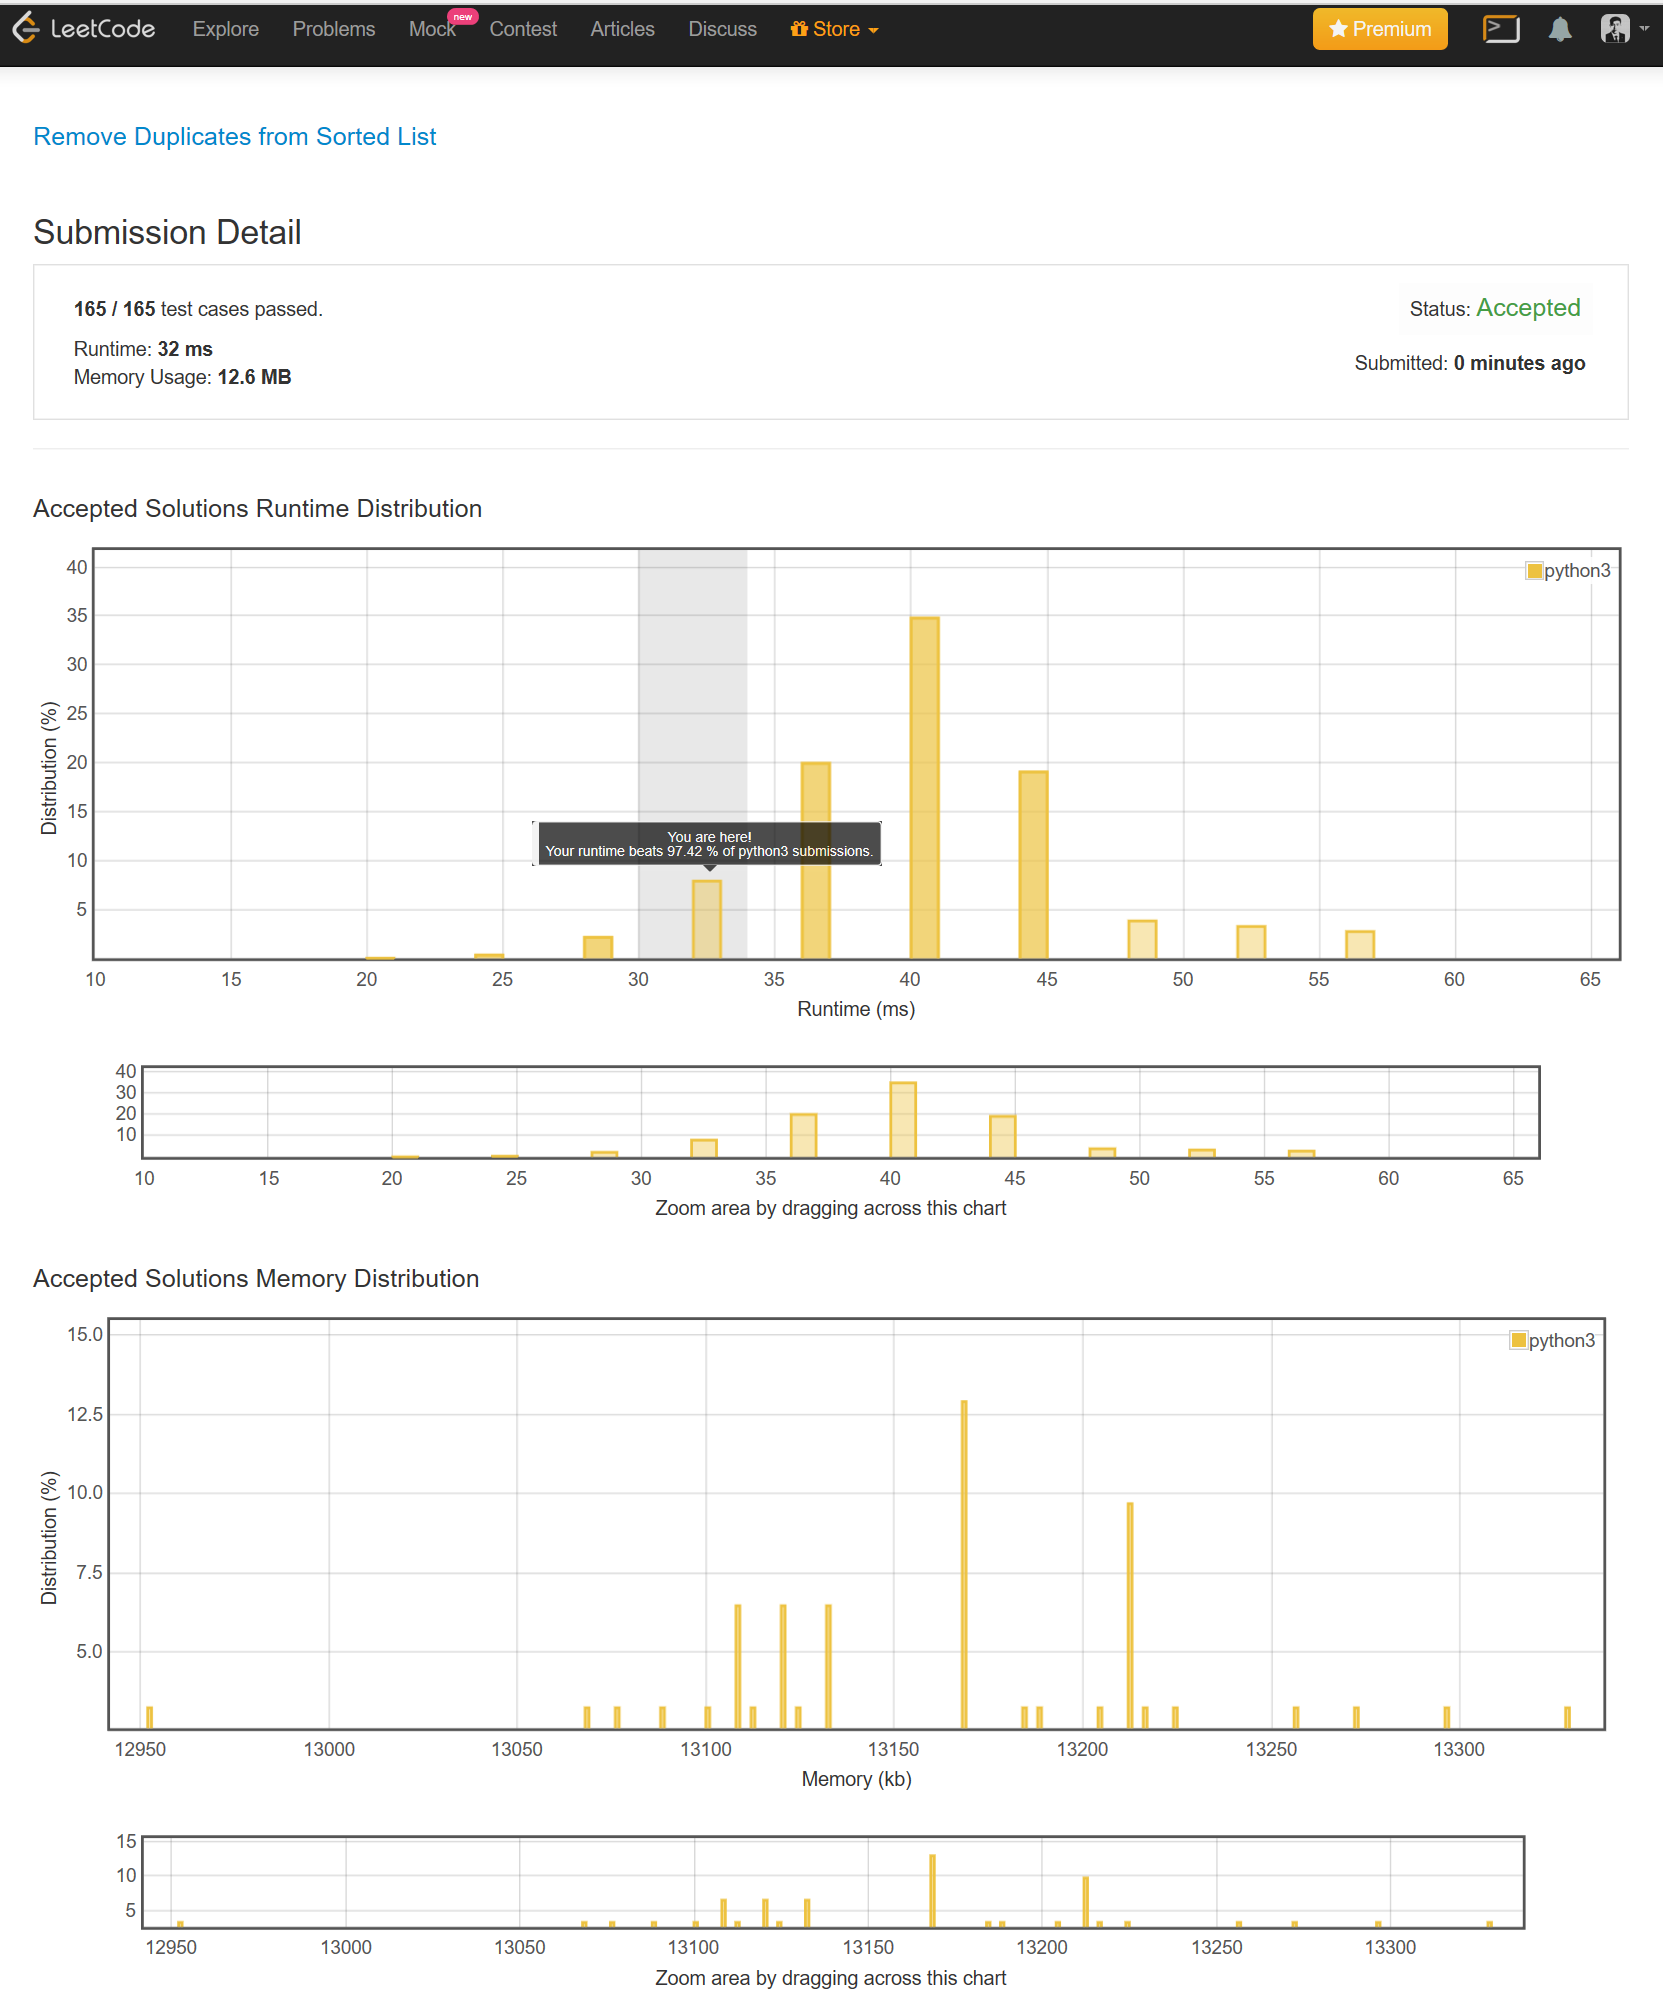 LeetCode Explore Problems Mock new Contest Articles Discuss Store Premium
Remove Duplicates from Sorted List
Submission Detail
165 / 165 test cases passed.
Status: Accepted
Runtime: 32 ms
Submitted: 0 minutes ago
Memory Usage: 12.6 MB
Accepted Solutions Runtime Distribution
python3
40
35
30
25
20
15
10
5
Distribution (%)
You are here!
Your runtime beats 97.42 % of python3 submissions.
10 15 20 25 30 35 40 45 50 55 60 65
Runtime (ms)
40
30
20
10
10 15 20 25 30 35 40 45 50 55 60 65
Zoom area by dragging across this chart
Accepted Solutions Memory Distribution
python3
15.0
12.5
10.0
7.5
5.0
Distribution (%)
12950 13000 13050 13100 13150 13200 13250 13300
Memory (kb)
15
10
5
12950 13000 13050 13100 13150 13200 13250 13300
Zoom area by dragging across this chart